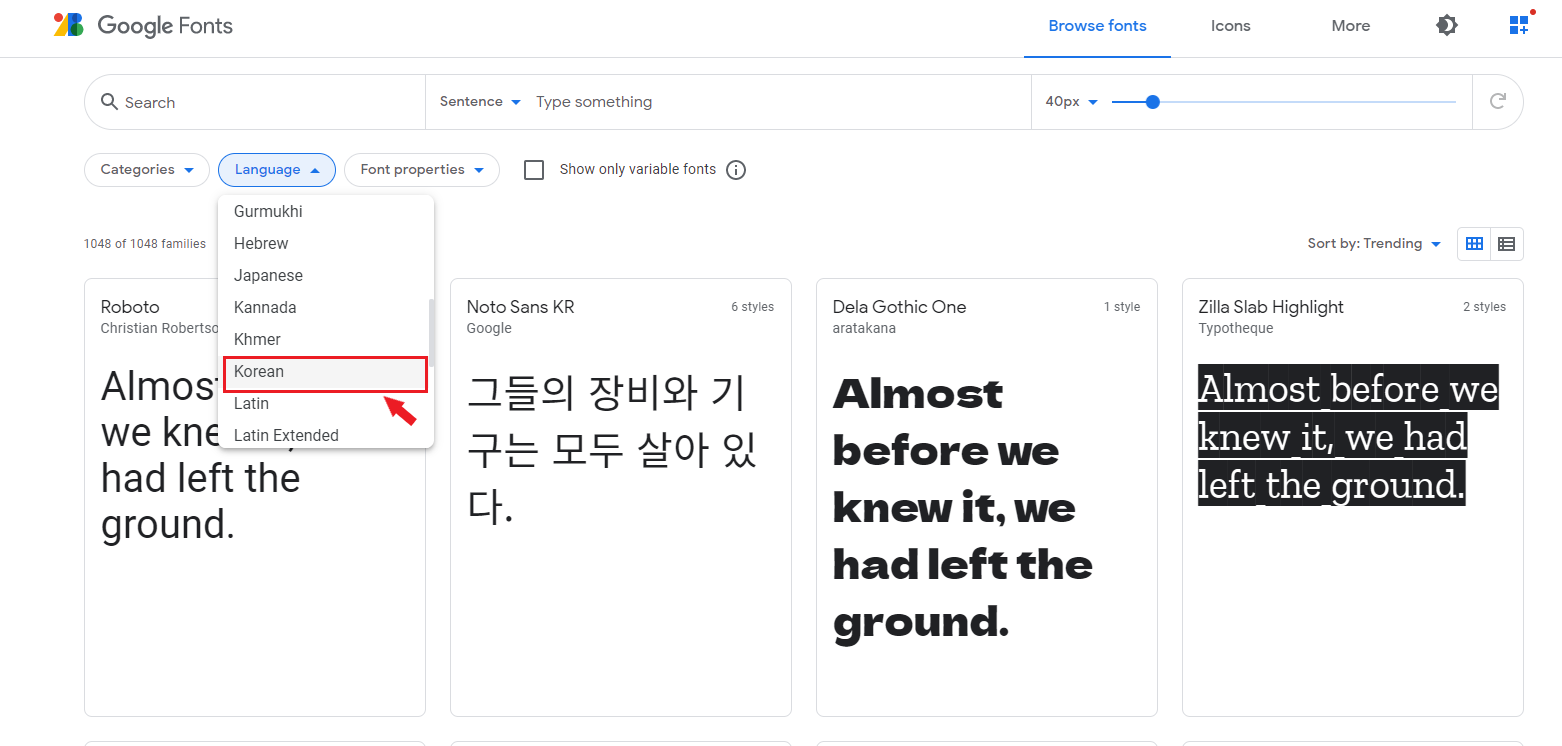 Google Fonts
Browse fonts
Icons
More
Search
Sentence
Type something
40px
Categories
Language
Font properties
Show only variable fonts
Gurmukhi
Hebrew
Japanese
Kannada
Khmer
Korean
Latin
Latin Extended
1048 of 1048 families
Sort by: Trending
Roboto
Christian
Almost
we
had left the
ground.
Noto Sans KR
6 styles
Google
그들의 장비와 기
구는 모두 살아 있
다.
Dela Gothic One
1 style
aratakana
Almost
before we
knew it, we
had left the
ground.
Zilla Slab Highlight
2 styles
Typotheque
Almost before we
knew it, we had
left the ground.